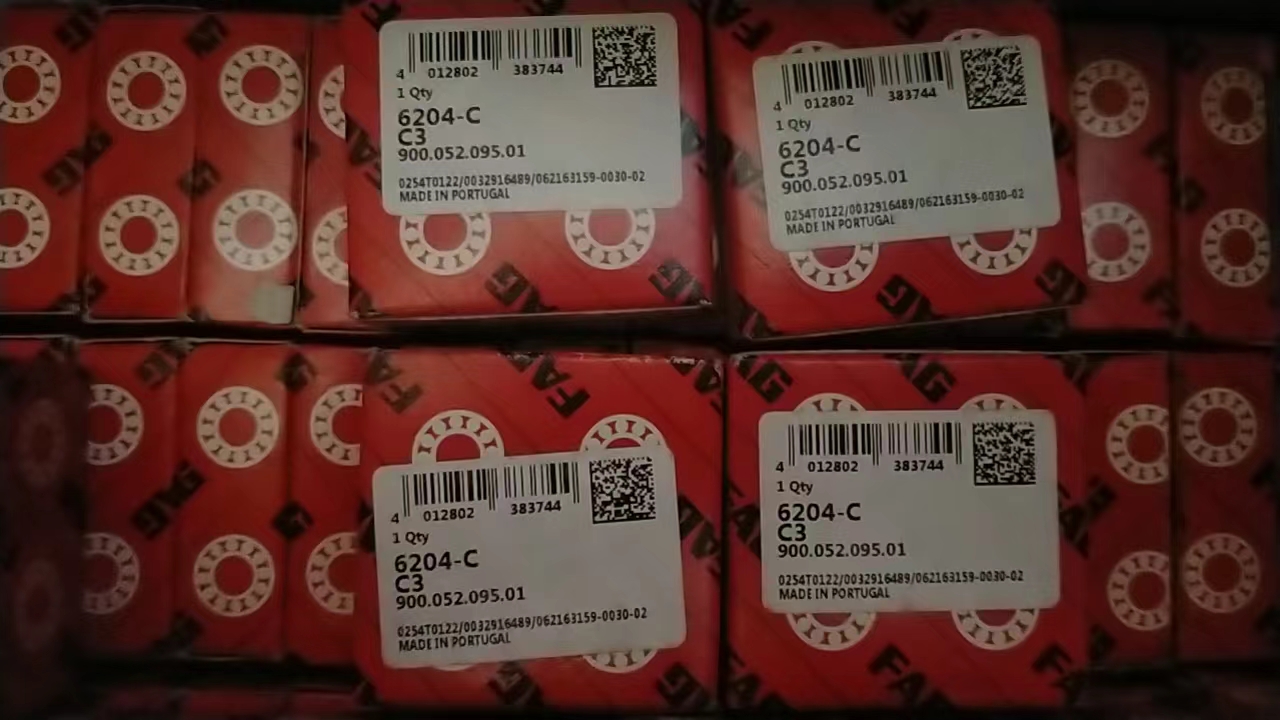 4 012802 383744
1 Qty
6204-C
C3
900.052.095.01
0254T0122/0032916489/062163159-0030-02
MADE IN PORTUGAL
4 012802 383744
1 Qty
6204-C
C3
900.052.095.01
0254T0122/0032916489/062163159-0030-02
MADE IN PORTUGAL
FAG
FAG
FAG
FAG
4 012802 383744
1 Qty
6204-C
C3
900.052.095.01
0254T0122/0032916489/062163159-0030-02
MADE IN PORTUGAL
4 012802 383744
1 Qty
6204-C
C3
900.052.095.01
0254T0122/0032916489/062163159-0030-02
MADE IN PORTUGAL
FAG
FAG